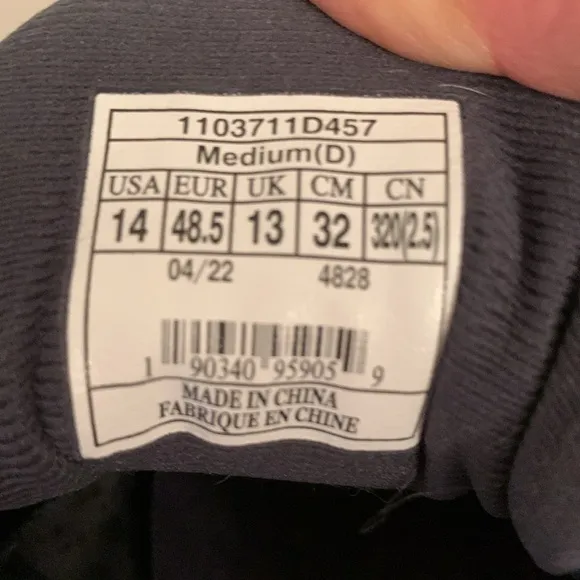 1103711D457
Medium(D)
USA EUR UK CM CN
14 48.5 13 32 320(2.5)
04/22 4828
1 90340 95905 9
MADE IN CHINA
FABRIQUE EN CHINE